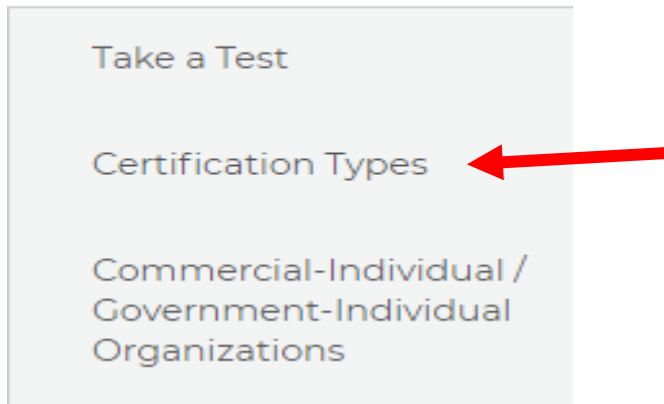 Take a Test
Certification Types
Commercial-Individual /
Government-Individual
Organizations